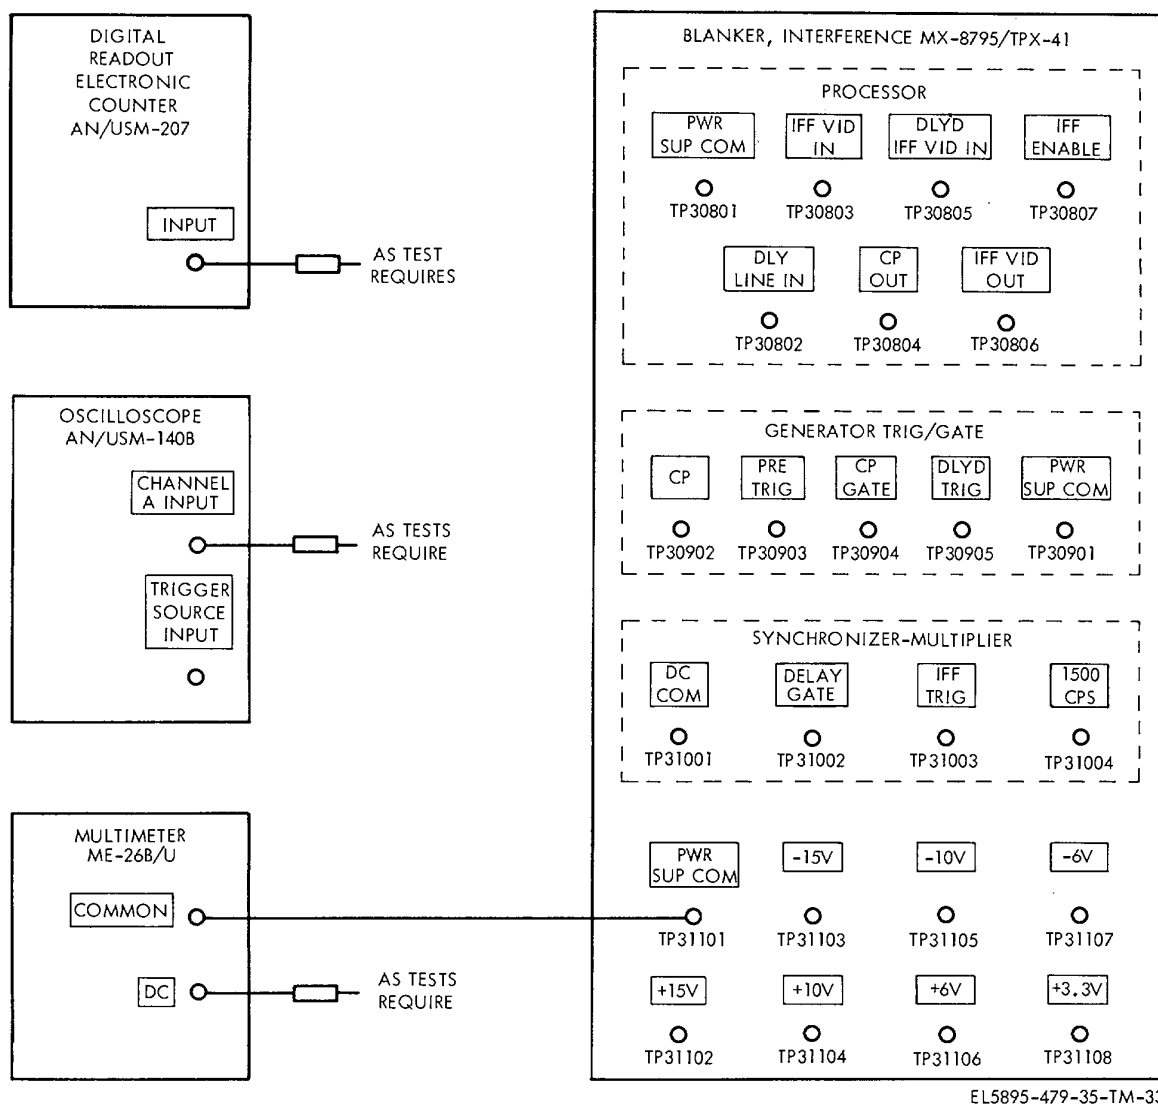 DIGITAL
READOUT
ELECTRONIC
COUNTER
AN/USM-207
INPUT
AS TEST
REQUIRES
OSCILLOSCOPE
AN/USM-140B
CHANNEL
A INPUT
AS TESTS
REQUIRE
TRIGGER
SOURCE
INPUT
MULTIMETER
ME-26B/U
COMMON
DC
AS TESTS
REQUIRE
BLANKER, INTERFERENCE MX-8795/TPX-41
PROCESSOR
PWR
SUP COM
IFF VID
IN
DLYD
IFF VID IN
IFF
ENABLE
TP30801
TP30803
TP30805
TP30807
DLY
LINE IN
CP
OUT
IFF VID
OUT
TP30802
TP30804
TP30806
GENERATOR TRIG/GATE
CP
PRE
TRIG
CP
GATE
DLYD
TRIG
PWR
SUP COM
TP30902
TP30903
TP30904
TP30905
TP30901
SYNCHRONIZER-MULTIPLIER
DC
COM
DELAY
GATE
IFF
TRIG
1500
CPS
TP31001
TP31002
TP31003
TP31004
PWR
SUP COM
-15V
-10V
-6V
TP31101
TP31103
TP31105
TP31107
+15V
+10V
+6V
+3.3V
TP31102
TP31104
TP31106
TP31108
EL5895-479-35-TM-33